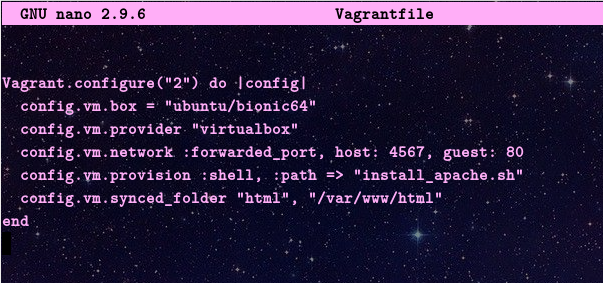 GNU nano 2.9.6 Vagrantfile
Vagrant.configure("2") do |config|
  config.vm.box = "ubuntu/bionic64"
  config.vm.provider "virtualbox"
  config.vm.network :forwarded_port, host: 4567, guest: 80
  config.vm.provision :shell, :path => "install_apache.sh"
  config.vm.synced_folder "html", "/var/www/html"
end